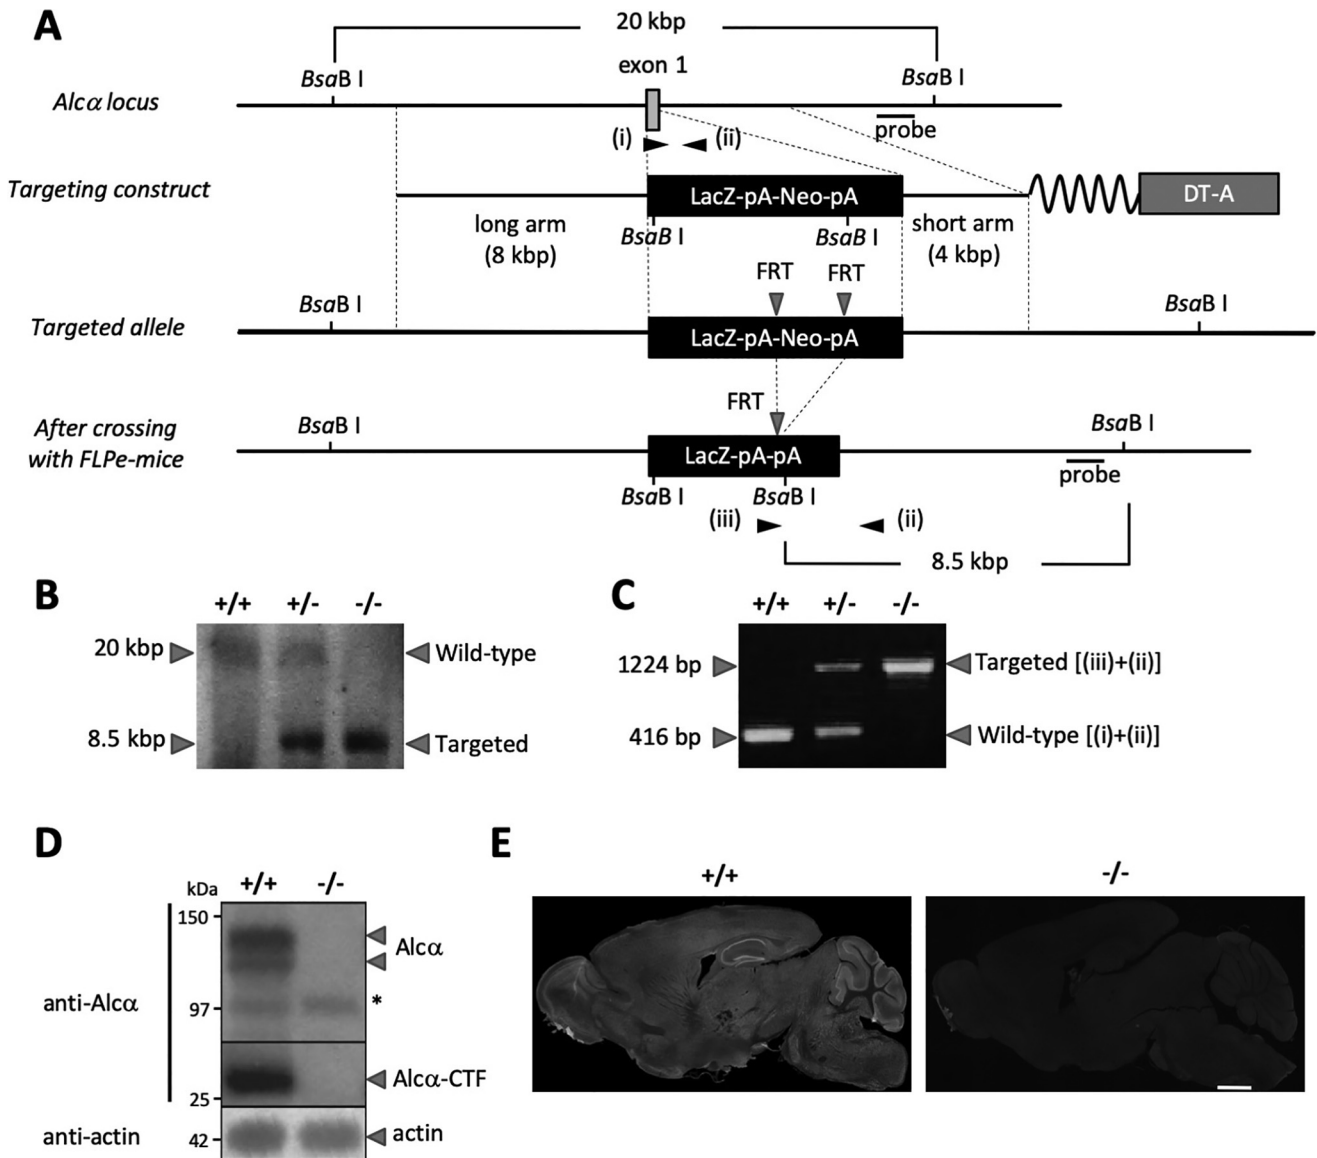 A
20 kbp
BsaB I
exon 1
BsaB I
Alcα locus
(i)
(ii)
probe
Targeting construct
LacZ-pA-Neo-pA
DT-A
long arm
(8 kbp)
BsaB I
BsaB I
short arm
(4 kbp)
FRT
FRT
BsaB I
BsaB I
Targeted allele
LacZ-pA-Neo-pA
FRT
After crossing
with FLPe-mice
BsaB I
BsaB I
LacZ-pA-pA
probe
BsaB I
BsaB I
(iii)
(ii)
8.5 kbp
B
+/+ +/- -/-
20 kbp
Wild-type
8.5 kbp
Targeted
C
+/+ +/- -/-
1224 bp
Targeted [(iii)+(ii)]
416 bp
Wild-type [(i)+(ii)]
D
kDa
+/+ -/-
150
Alcα
anti-Alcα
97
*
Alcα-CTF
25
anti-actin
42
actin
E
+/+
-/-